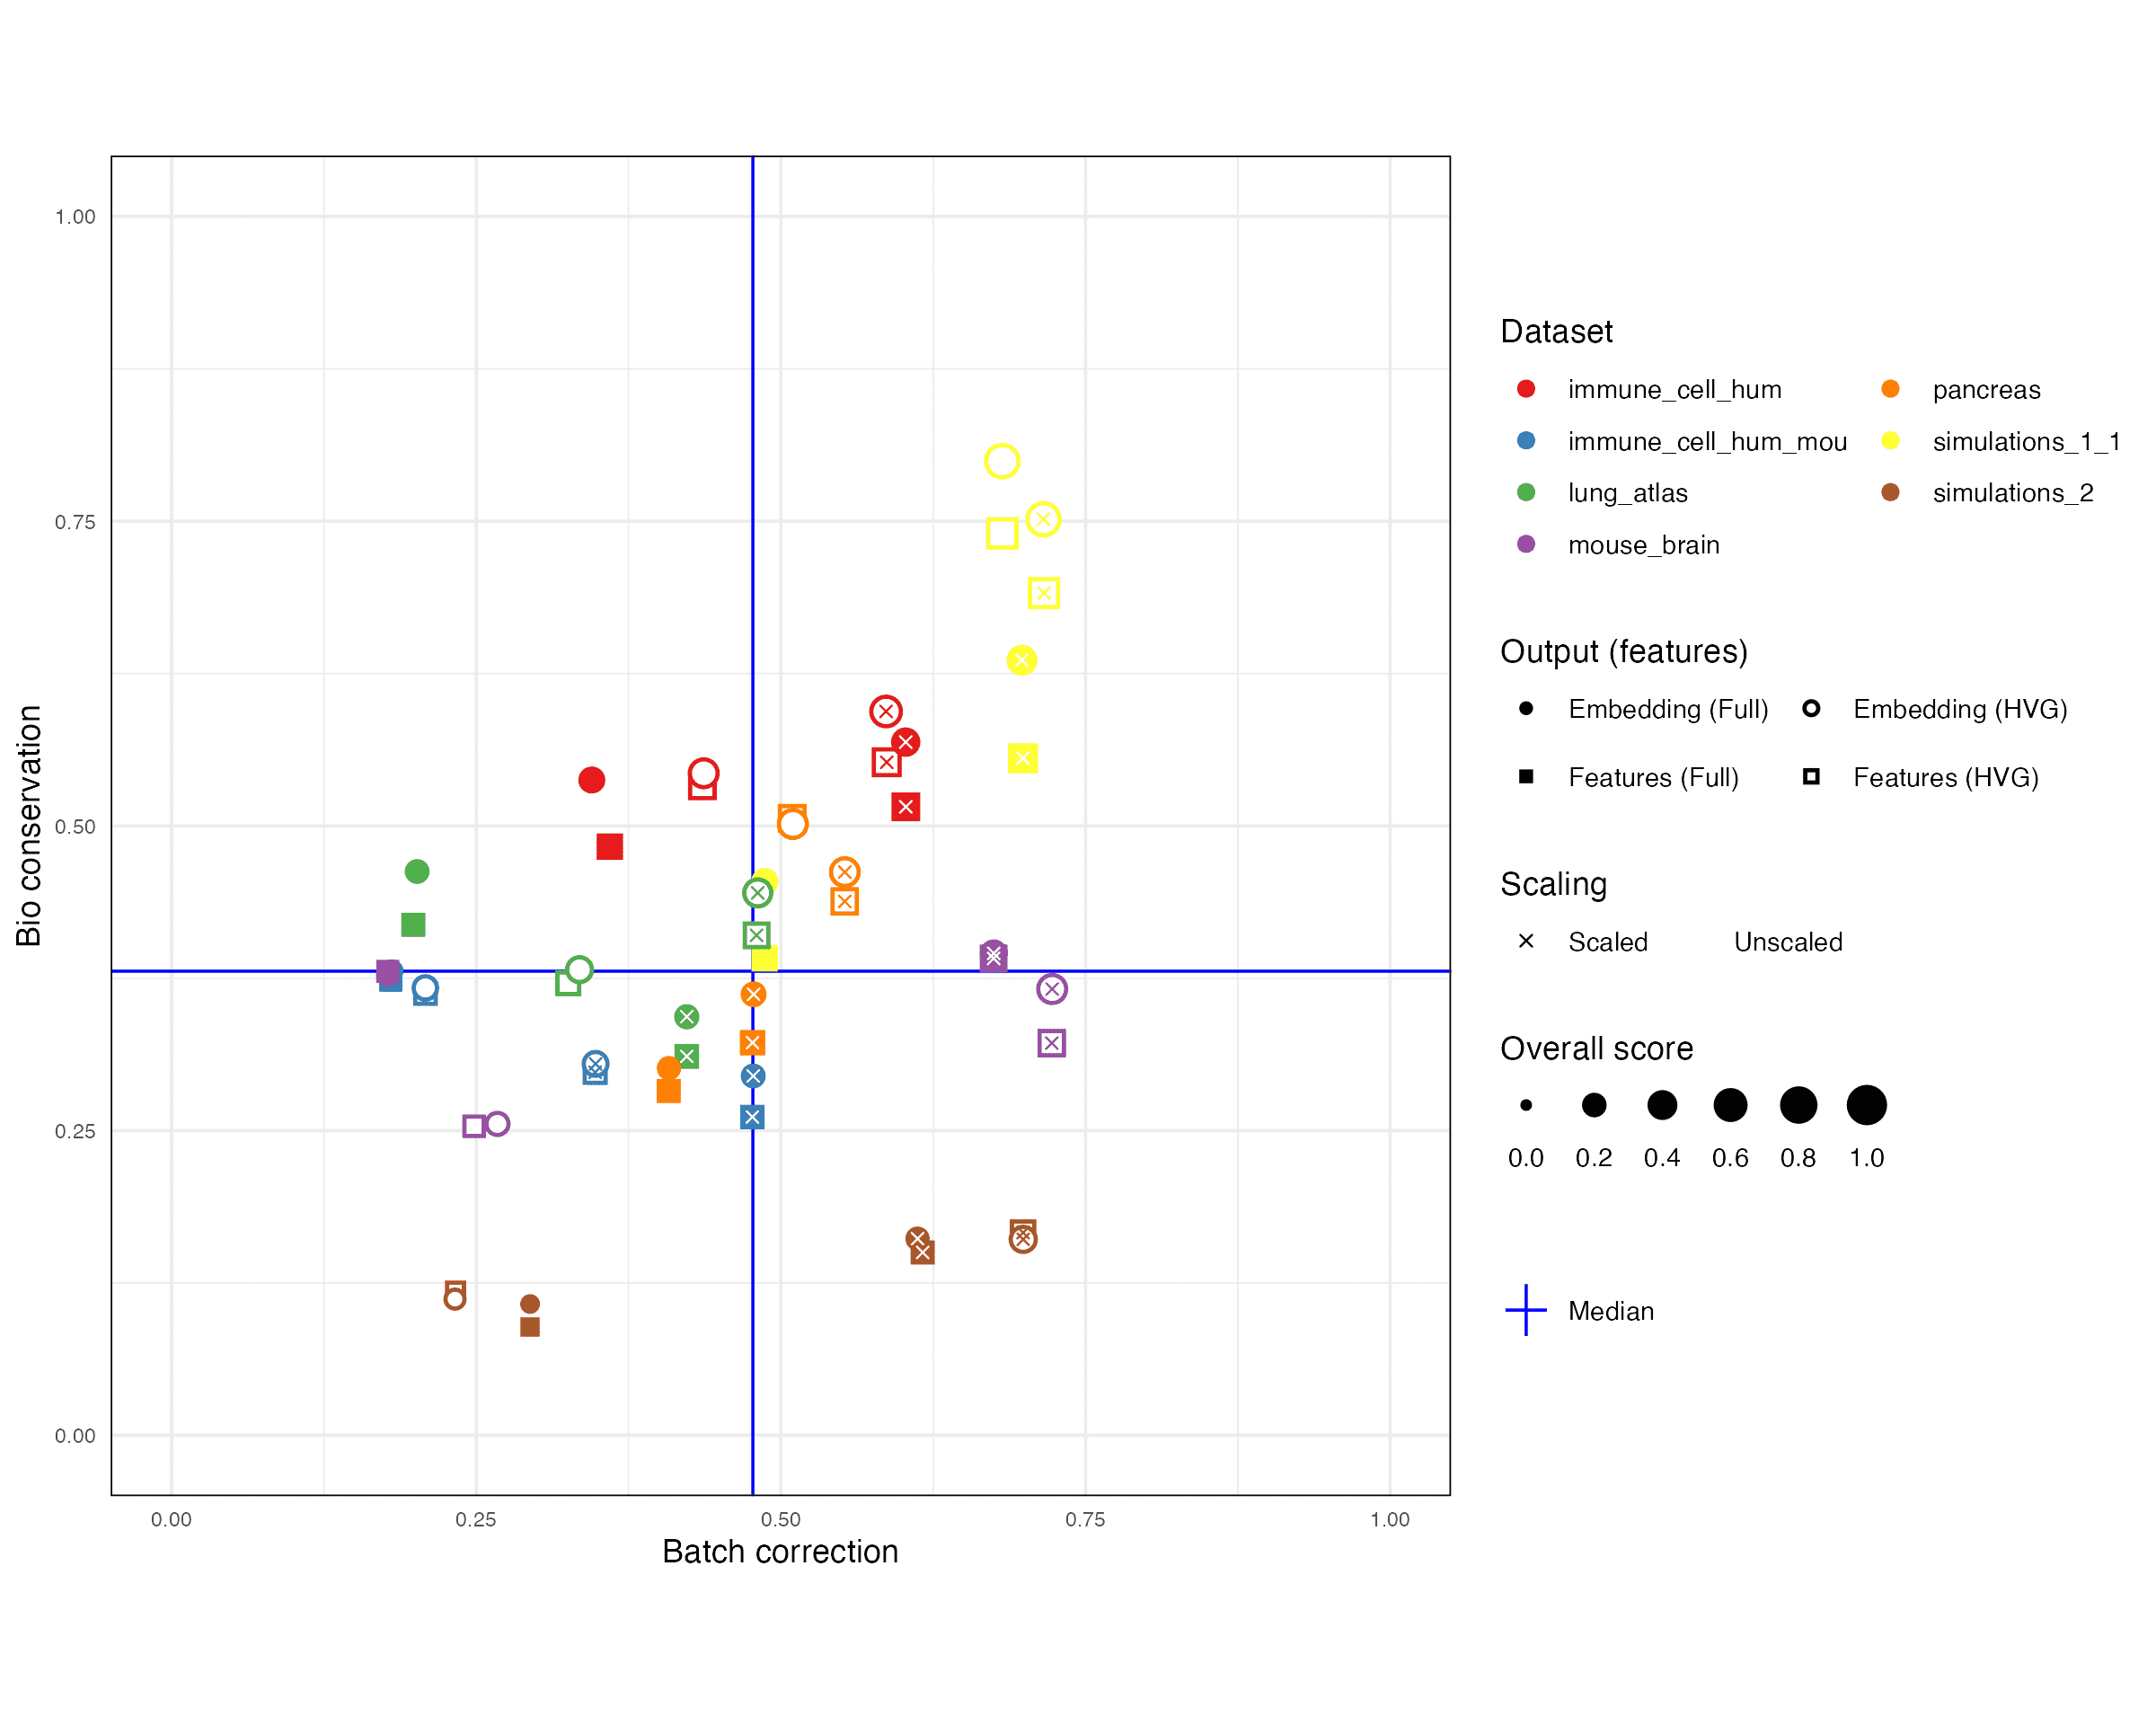 Bio conservation
1.00
0.75
0.50
0.25
0.00
0.00 0.25 0.50 0.75 1.00
Batch correction
Dataset
immune_cell_hum pancreas
immune_cell_hum_mou simulations_1_1
lung_atlas simulations_2
mouse_brain
Output (features)
Embedding (Full) Embedding (HVG)
Features (Full) Features (HVG)
Scaling
Scaled Unscaled
Overall score
0.0 0.2 0.4 0.6 0.8 1.0
Median